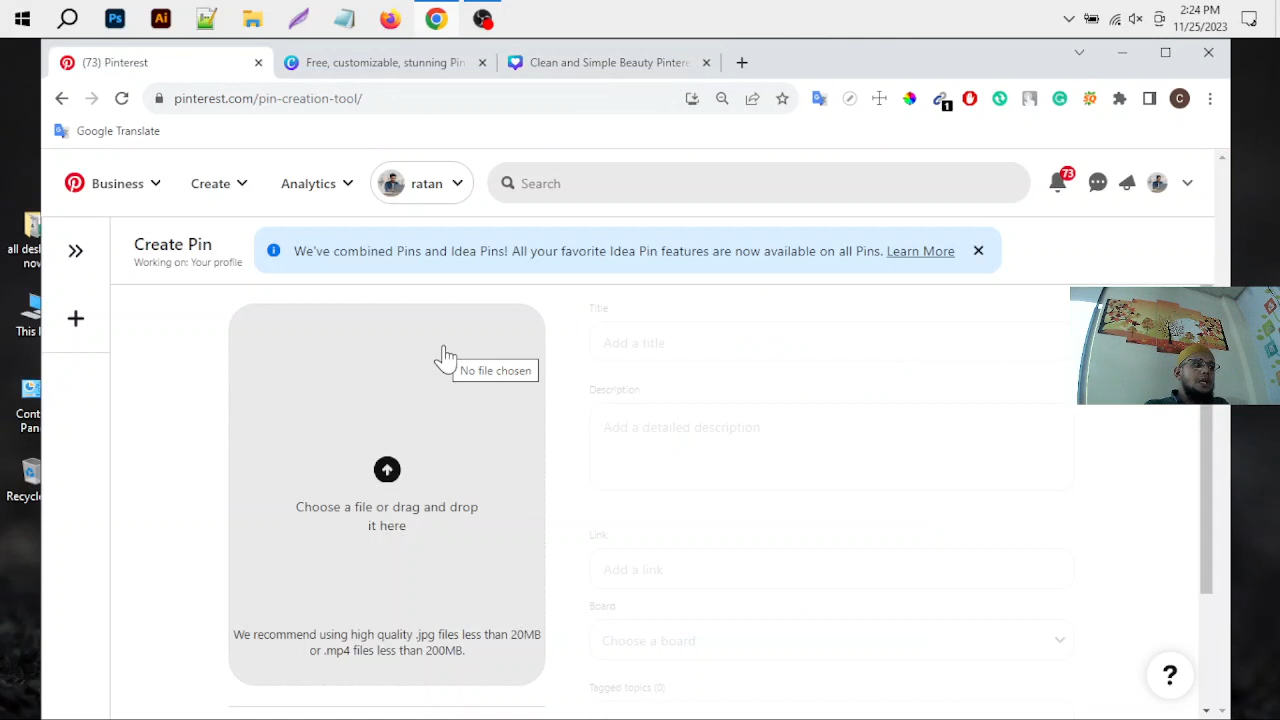 2:24 PM
11/25/2023
(73) Pinterest
Free, customizable, stunning Pin
Clean and Simple Beauty Pintere
pinterest.com/pin-creation-tool/
1
C
Google Translate
Business
Create
Analytics
ratan
Search
73
all des
now
Create Pin
Working on: Your profile
We've combined Pins and Idea Pins! All your favorite Idea Pin features are now available on all Pins. Learn More
This
Title
Add a title
No file chosen
Description
Add a detailed description
Cont
Pan
Recycle
Choose a file or drag and drop
it here
Link
Add a link
Board
Choose a board
We recommend using high quality .jpg files less than 20MB
or .mp4 files less than 200MB.
Tagged topics (0)
?